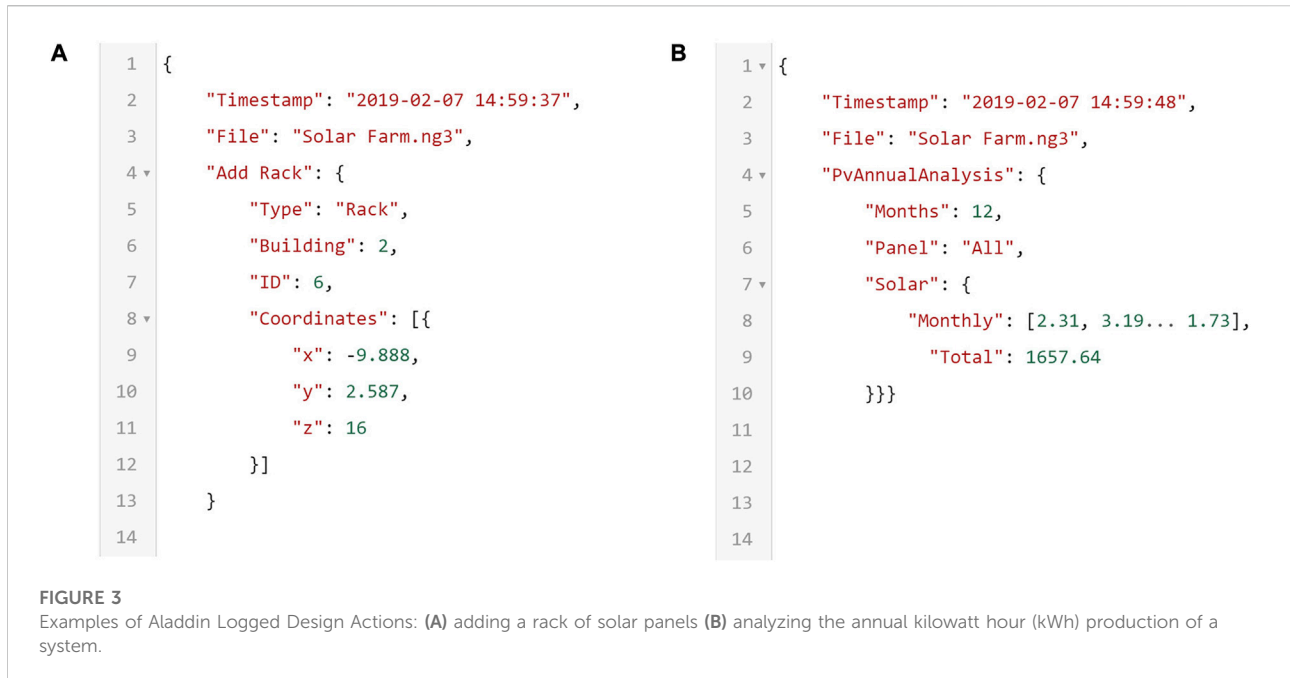 A
1 {
2 "Timestamp": "2019-02-07 14:59:37",
3 "File": "Solar Farm.ng3",
4 "Add Rack": {
5 "Type": "Rack",
6 "Building": 2,
7 "ID": 6,
8 "Coordinates": [{
9 "x": -9.888,
10 "y": 2.587,
11 "z": 16
12 }]
13 }
14
B
1 {
2 "Timestamp": "2019-02-07 14:59:48",
3 "File": "Solar Farm.ng3",
4 "PvAnnualAnalysis": {
5 "Months": 12,
6 "Panel": "All",
7 "Solar": {
8 "Monthly": [2.31, 3.19... 1.73],
9 "Total": 1657.64
10 }}}
11
12
13
14
FIGURE 3
Examples of Aladdin Logged Design Actions: (A) adding a rack of solar panels (B) analyzing the annual kilowatt hour (kWh) production of a
system.